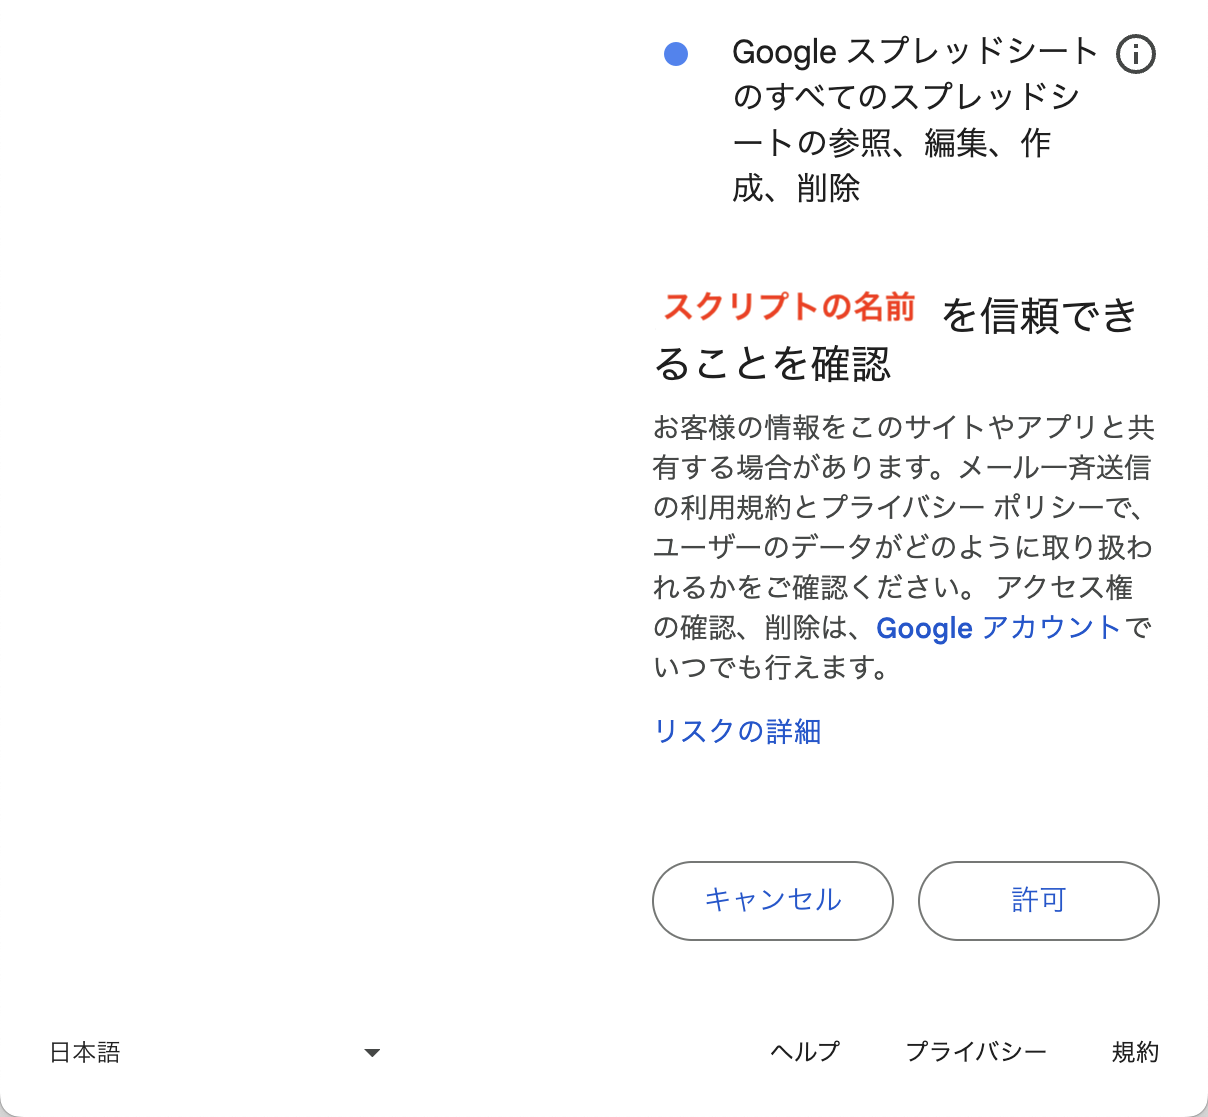 Google スプレッドシート
のすべてのスプレッドシ
ートの参照、編集、作
成、削除
スクリプトの名前 を信頼でき
ることを確認
お客様の情報をこのサイトやアプリと共
有する場合があります。メール一斉送信
の利用規約とプライバシー ポリシーで、
ユーザーのデータがどのように取り扱わ
れるかをご確認ください。 アクセス権
の確認、削除は、Google アカウントで
いつでも行えます。
リスクの詳細
キャンセル 許可
日本語 ヘルプ プライバシー 規約